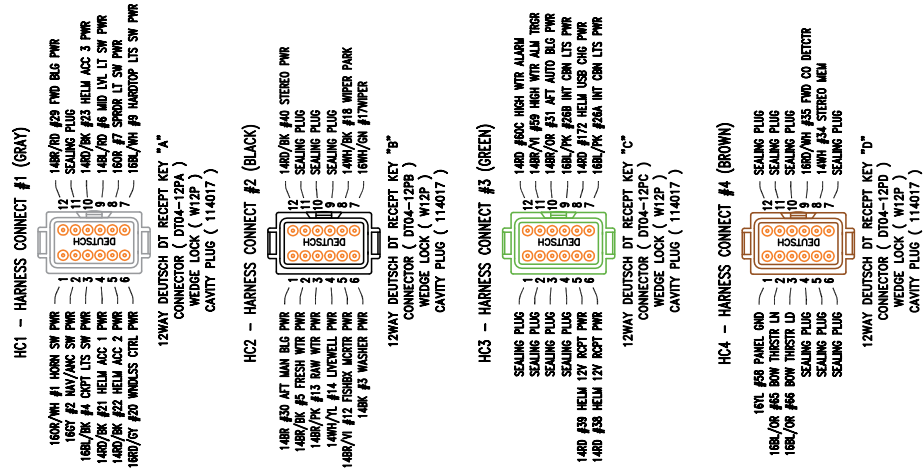 HC1 - HARNESS CONNECT #1 (GRAY)
16OR/WH #1 HORN SW PWR 1
16GY #2 NAV/ANC SW PWR 2
16BL/BK #4 CKPT LTS SW PWR 3
14RD/BK #21 HELM ACC 1 PWR 4
14RD/BK #22 HELM ACC 2 PWR 5
16RD/GY #20 WNDLSS CTRL PWR 6
DEUTSCH
12 14BR/RD #29 FWD BLG PWR
11 SEALING PLUG
10 14RD/BK #23 HELM ACC 3 PWR
9 14BL/RD #6 MID LVL LT SW PWR
8 16OR #7 SPRDR LT SW PWR
7 16BL/WH #9 HARDTOP LTS SW PWR
12WAY DEUTSCH DT RECEPT KEY "A"
CONNECTOR ( DT04-12PA )
WEDGE LOCK ( W12P )
CAVITY PLUG ( 114017 )
HC2 - HARNESS CONNECT #2 (BLACK)
14BR #30 AFT MAN BLG PWR 1
14BR/BK #5 FRESH WTR PWR 2
14BR/PK #13 RAW WTR PWR 3
14WH/YL #14 LIVEWELL PWR 4
14BR/VI #12 FISHBX MCRTR PWR 5
14BK #3 WASHER PWR 6
DEUTSCH
12 14RD/BK #40 STEREO PWR
11 SEALING PLUG
10 SEALING PLUG
9 SEALING PLUG
8 14WH/BK #18 WIPER PARK
7 16WH/GN #17WIPER
12WAY DEUTSCH DT RECEPT KEY "B"
CONNECTOR ( DT04-12PB )
WEDGE LOCK ( W12P )
CAVITY PLUG ( 114017 )
HC3 - HARNESS CONNECT #3 (GREEN)
SEALING PLUG 1
SEALING PLUG 2
SEALING PLUG 3
SEALING PLUG 4
14RD #39 HELM 12V RCPT PWR 5
14RD #38 HELM 12V RCPT PWR 6
DEUTSCH
12 14RD #60C HIGH WTR ALARM
11 14BR/VI #59 HIGH WTR ALM TRGR
10 14BR/OR #31 AFT AUTO BLG PWR
9 16BL/PK #26B INT CBN LTS PWR
8 14RD #172 HELM USB CHG PWR
7 16BL/PK #26A INT CBN LTS PWR
12WAY DEUTSCH DT RECEPT KEY "C"
CONNECTOR ( DT04-12PC )
WEDGE LOCK ( W12P )
CAVITY PLUG ( 114017 )
HC4 - HARNESS CONNECT #4 (BROWN)
16YL #58 PANEL GND 1
16BL/OR #65 BOW THRSTR LN 2
16BL/OR #66 BOW THRSTR LD 3
SEALING PLUG 4
SEALING PLUG 5
SEALING PLUG 6
DEUTSCH
12 SEALING PLUG
11 SEALING PLUG
10 SEALING PLUG
9 16RD/WH #35 FWD CO DETCTR
8 14WH #34 STEREO MEM
7 SEALING PLUG
12WAY DEUTSCH DT RECEPT KEY "D"
CONNECTOR ( DT04-12PD )
WEDGE LOCK ( W12P )
CAVITY PLUG ( 114017 )